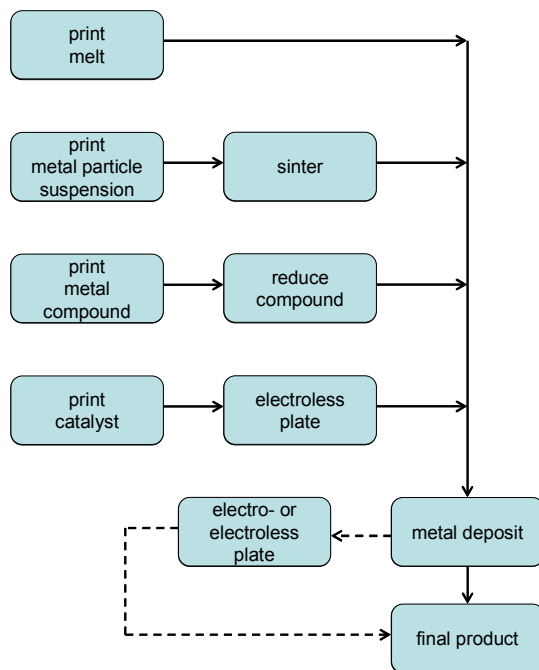 print
melt
print
metal particle
suspension
sinter
print
metal
compound
reduce
compound
print
catalyst
electroless
plate
electro- or
electroless
plate
metal deposit
final product